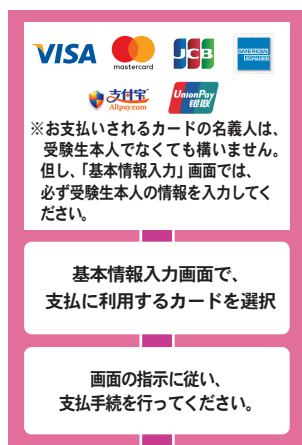 VISA
mastercard
JCB
AMERICAN EXPRESS
支付宝
Alipay.com
UnionPay
银联
※お支払いされるカードの名義人は、
受験生本人でなくても構いません。
但し、「基本情報入力」画面では、
必ず受験生本人の情報を入力してく
ださい。
基本情報入力画面で、
支払に利用するカードを選択
画面の指示に従い、
支払手続を行ってください。